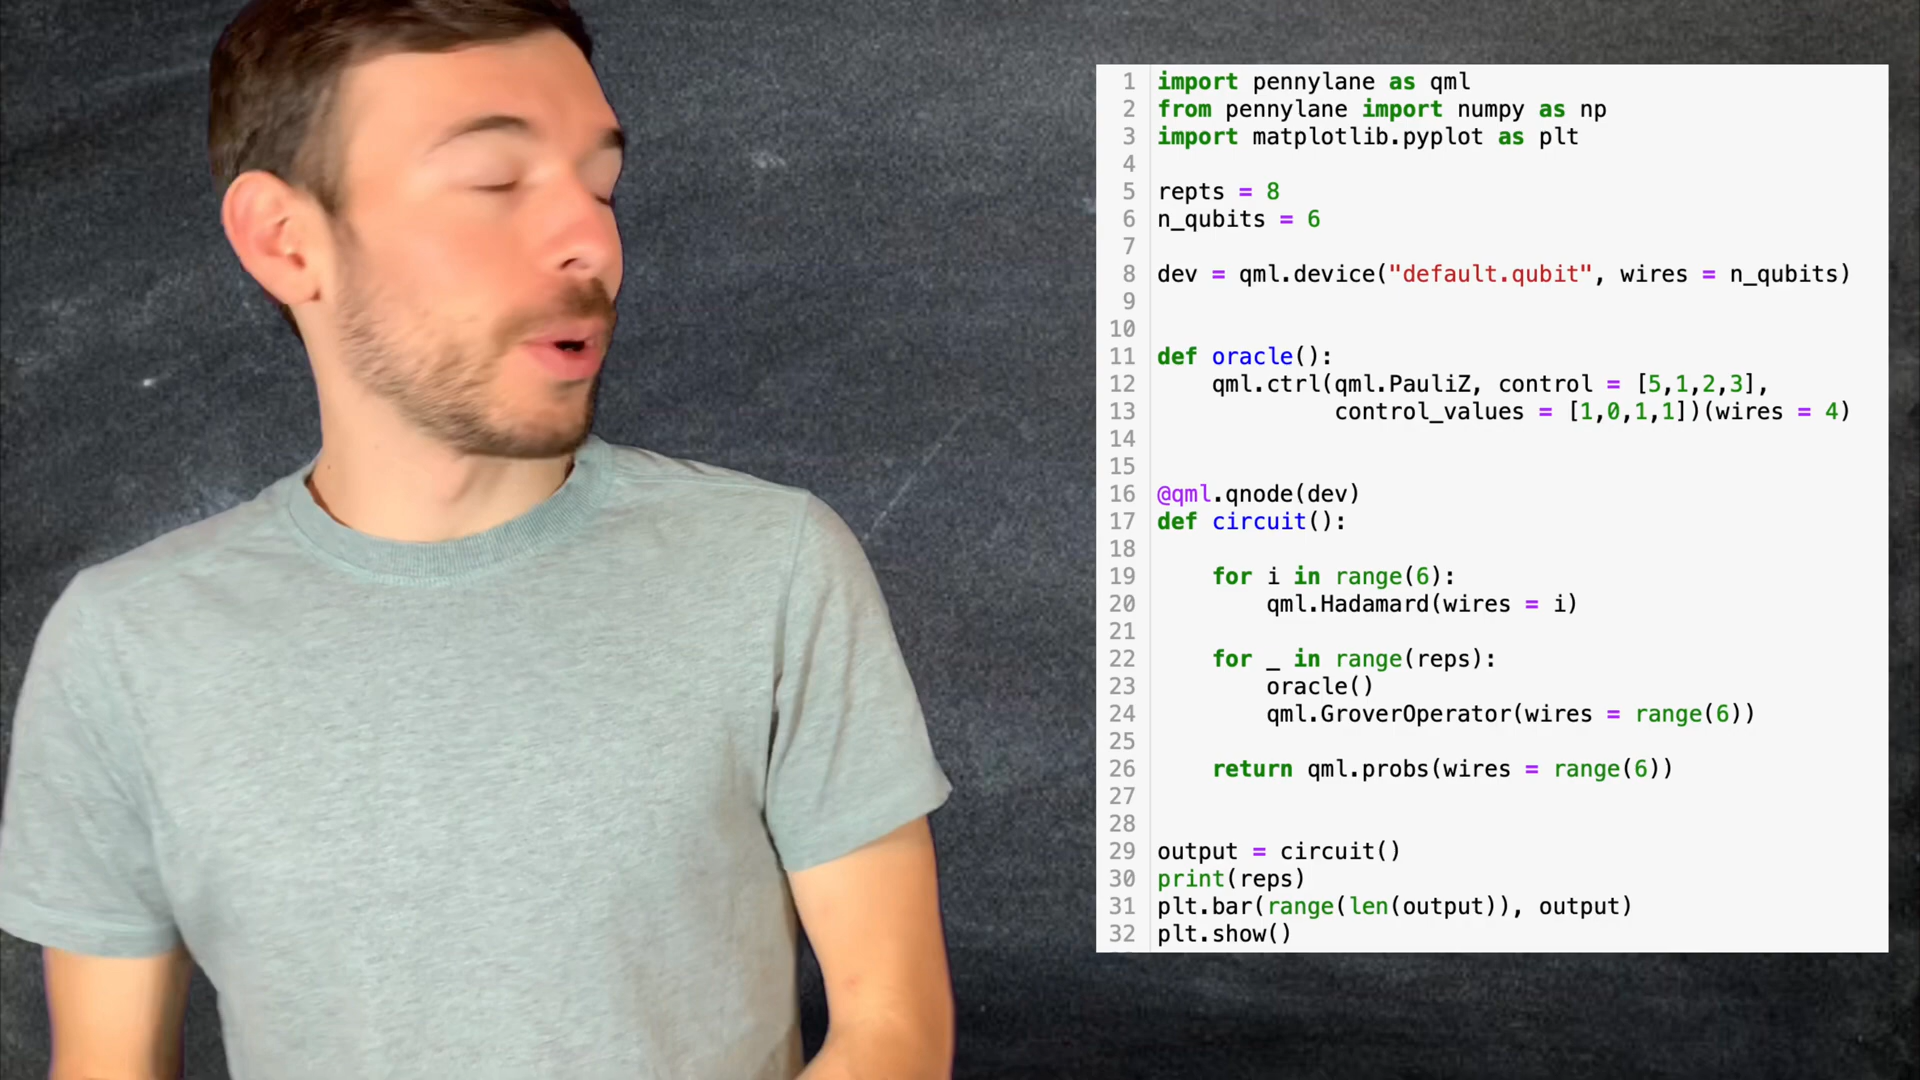 1 import pennylane as qml
2 from pennylane import numpy as np
3 import matplotlib.pyplot as plt
4
5 repts = 8
6 n_qubits = 6
7
8 dev = qml.device("default.qubit", wires = n_qubits)
9
10
11 def oracle():
12     qml.ctrl(qml.PauliZ, control = [5,1,2,3],
13              control_values = [1,0,1,1])(wires = 4)
14
15
16 @qml.qnode(dev)
17 def circuit():
18
19     for i in range(6):
20         qml.Hadamard(wires = i)
21
22     for _ in range(reps):
23         oracle()
24         qml.GroverOperator(wires = range(6))
25
26     return qml.probs(wires = range(6))
27
28
29 output = circuit()
30 print(reps)
31 plt.bar(range(len(output)), output)
32 plt.show()